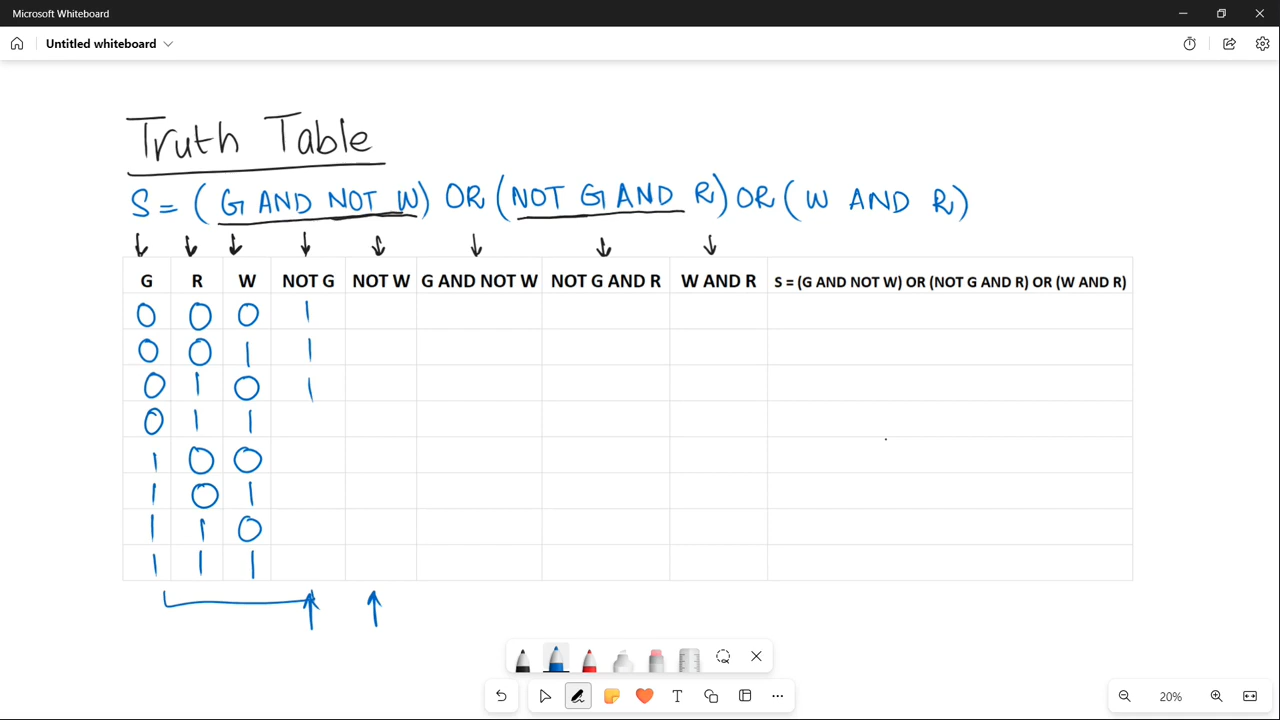 Microsoft Whiteboard
Untitled whiteboard
Truth Table
S = (G AND NOT W) OR (NOT G AND R) OR (W AND R)
G R W NOT G NOT W G AND NOT W NOT G AND R W AND R S = (G AND NOT W) OR (NOT G AND R) OR (W AND R)
0 0 0 1
0 0 1 1
0 1 0 1
0 1 1
1 0 0
1 0 1
1 1 0
1 1 1
T
20%